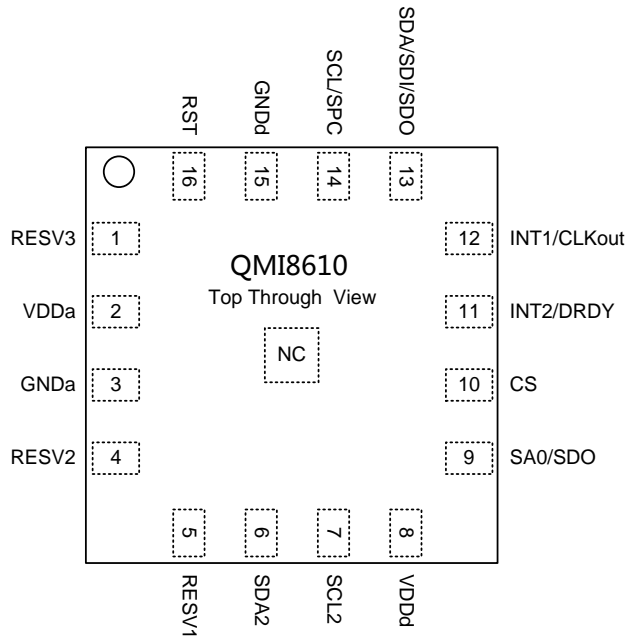 RST
GNDd
SCL/SPC
SDA/SDI/SDO
16
15
14
13
RESV3 1
12 INT1/CLKout
QMI8610
Top Through View
VDDa 2
11 INT2/DRDY
NC
GNDa 3
10 CS
RESV2 4
9 SA0/SDO
5
6
7
8
RESV1
SDA2
SCL2
VDDd